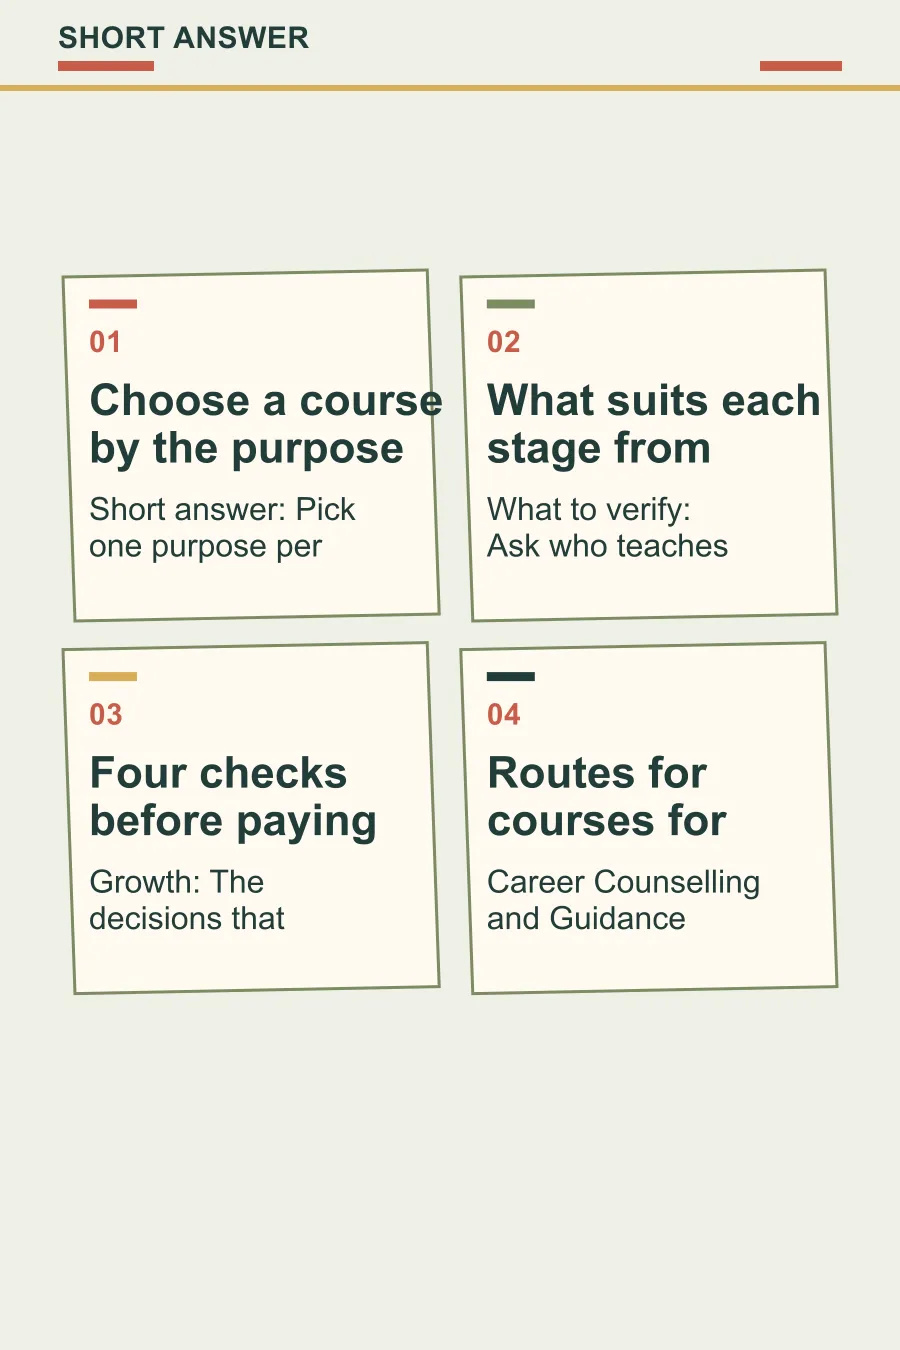 SHORT ANSWER
01
Choose a course
by the purpose
Short answer: Pick
one purpose per
02
What suits each
stage from
What to verify:
Ask who teaches
03
Four checks
before paying
Growth: The
decisions that
04
Routes for
courses for
Career Counselling
and Guidance